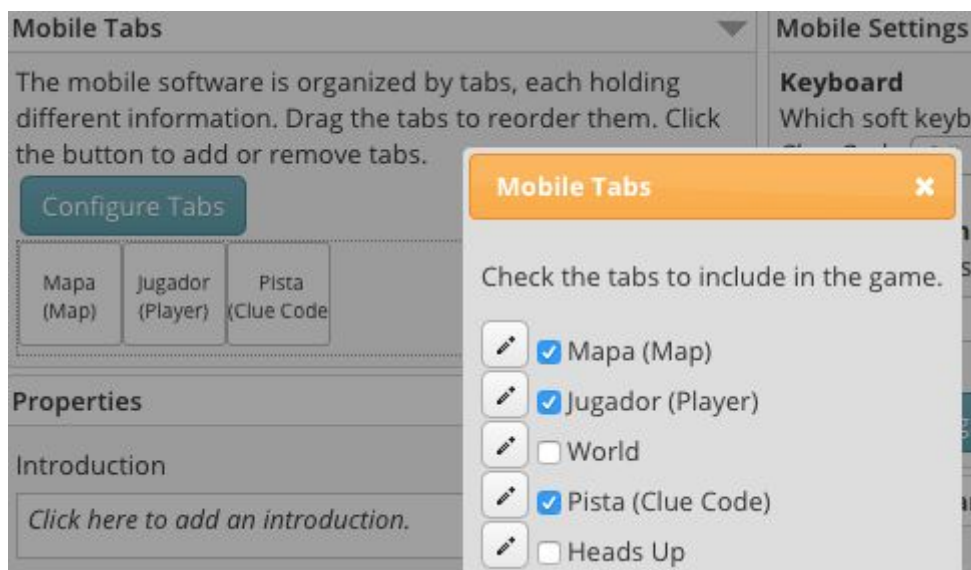 Mobile Tabs
The mobile software is organized by tabs, each holding
different information. Drag the tabs to reorder them. Click
the button to add or remove tabs.
Configure Tabs
Mapa
(Map)
Jugador
(Player)
Pista
(Clue Code
Properties
Introduction
Click here to add an introduction.
Mobile Settings
Keyboard
Which soft keyb
Mobile Tabs
Check the tabs to include in the game.
Mapa (Map)
Jugador (Player)
World
Pista (Clue Code)
Heads Up